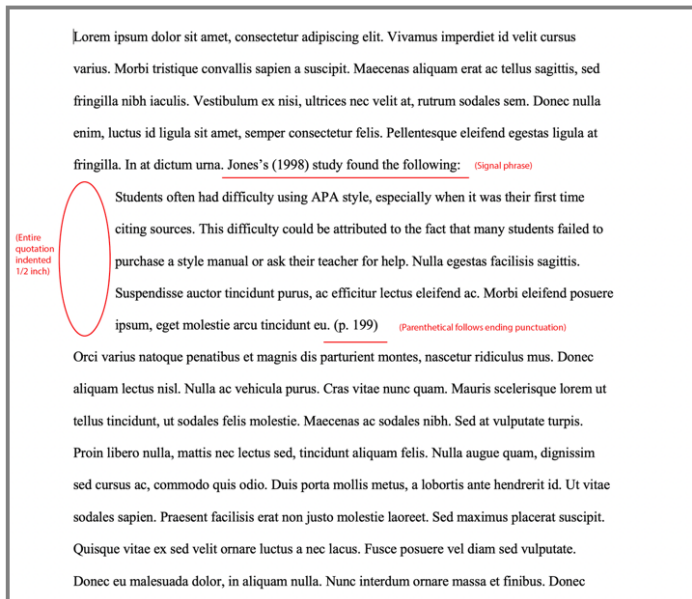 Lorem ipsum dolor sit amet, consectetur adipiscing elit. Vivamus imperdiet id velit cursus
varius. Morbi tristique convallis sapien a suscipit. Maecenas aliquam erat ac tellus sagittis, sed
fringilla nibh iaculis. Vestibulum ex nisi, ultrices nec velit at, rutrum sodales sem. Donec nulla
enim, luctus id ligula sit amet, semper consectetur felis. Pellentesque eleifend egestas ligula at
fringilla. In at dictum urna. Jones’s (1998) study found the following: (Signal phrase)
Students often had difficulty using APA style, especially when it was their first time
citing sources. This difficulty could be attributed to the fact that many students failed to
(Entire
quotation
indented
1/2 inch)
purchase a style manual or ask their teacher for help. Nulla egestas facilisis sagittis.
Suspendisse auctor tincidunt purus, ac efficitur lectus eleifend ac. Morbi eleifend posuere
ipsum, eget molestie arcu tincidunt eu. (p. 199) (Parenthetical follows ending punctuation)
Orci varius natoque penatibus et magnis dis parturient montes, nascetur ridiculus mus. Donec
aliquam lectus nisl. Nulla ac vehicula purus. Cras vitae nunc quam. Mauris scelerisque lorem ut
tellus tincidunt, ut sodales felis molestie. Maecenas ac sodales nibh. Sed at vulputate turpis.
Proin libero nulla, mattis nec lectus sed, tincidunt aliquam felis. Nulla augue quam, dignissim
sed cursus ac, commodo quis odio. Duis porta mollis metus, a lobortis ante hendrerit id. Ut vitae
sodales sapien. Praesent facilisis erat non justo molestie laoreet. Sed maximus placerat suscipit.
Quisque vitae ex sed velit ornare luctus a nec lacus. Fusce posuere vel diam sed vulputate.
Donec eu malesuada dolor, in aliquam nulla. Nunc interdum ornare massa et finibus. Donec